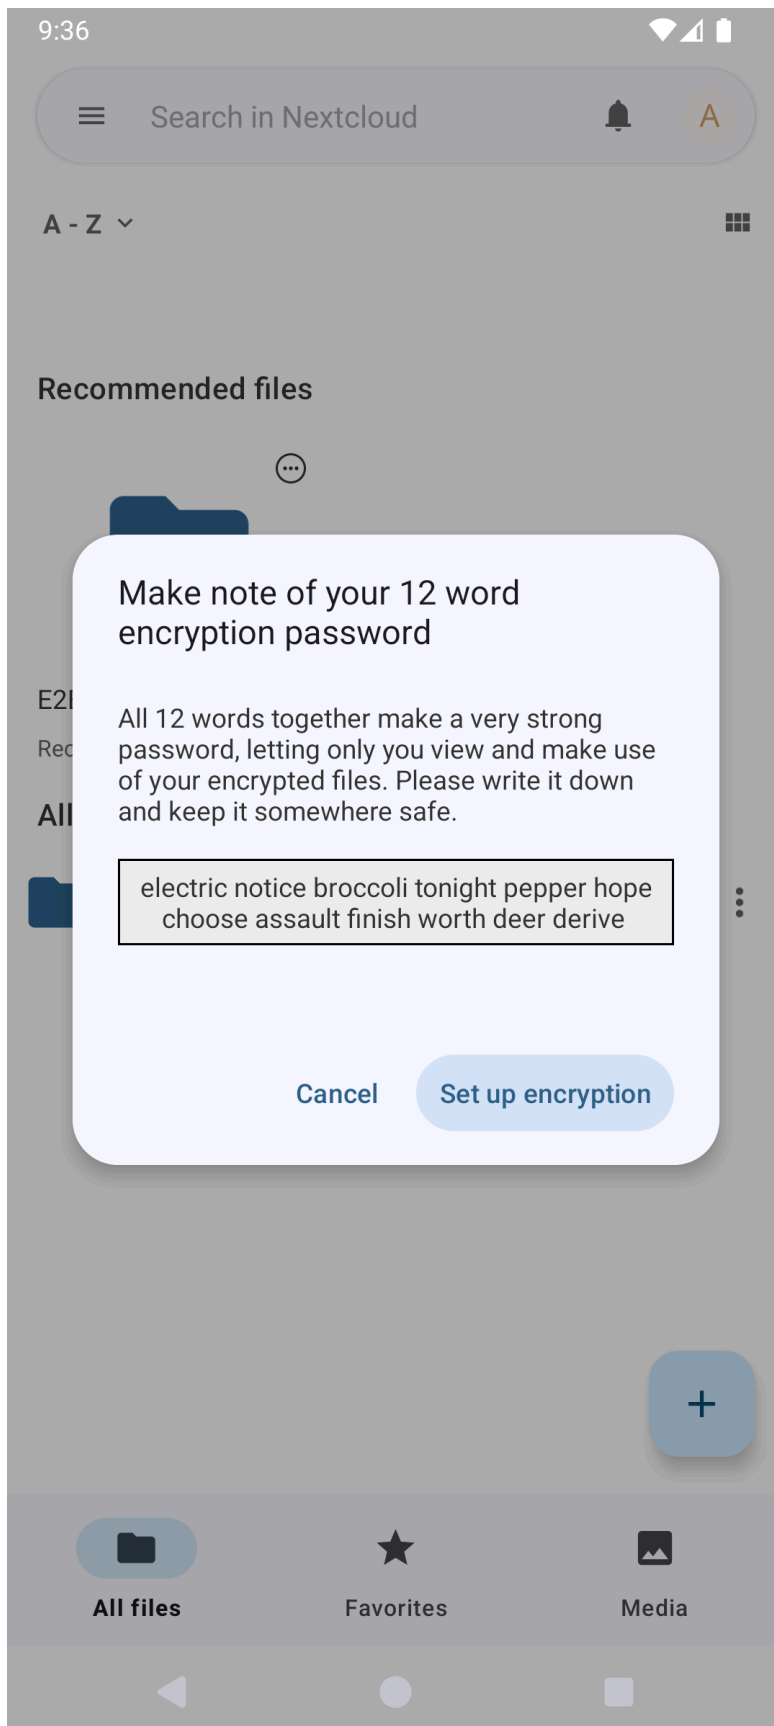 9:36
Search in Nextcloud
A
A - Z
Recommended files
Make note of your 12 word
encryption password
All 12 words together make a very strong
password, letting only you view and make use
of your encrypted files. Please write it down
and keep it somewhere safe.
electric notice broccoli tonight pepper hope
choose assault finish worth deer derive
Cancel
Set up encryption
All
All files
Favorites
Media